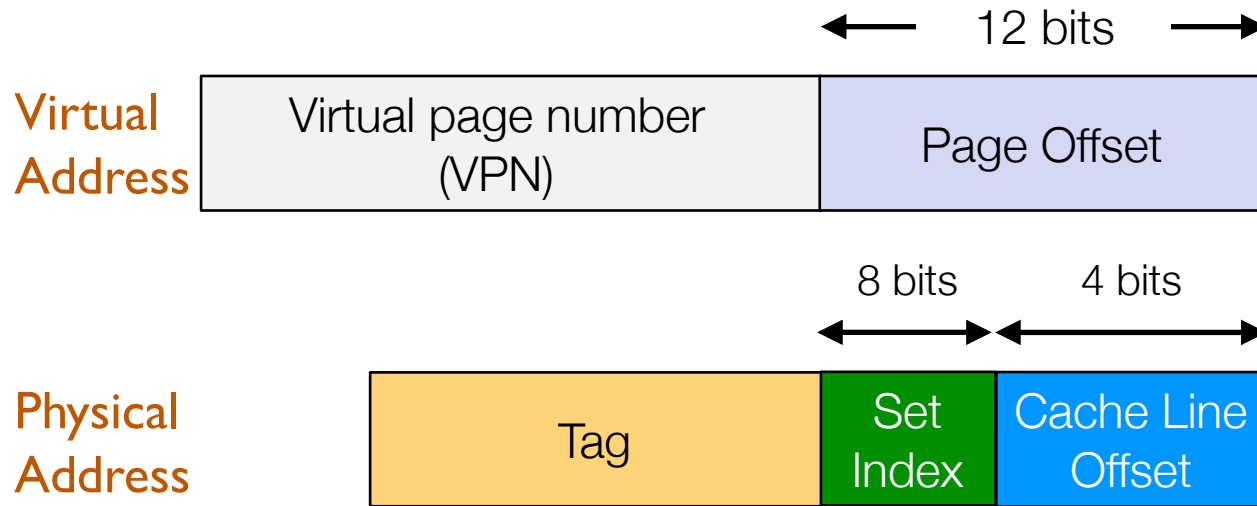 12 bits
Virtual
Address
Virtual page number
(VPN)
Page Offset
8 bits
4 bits
Physical
Address
Tag
Set
Index
Cache Line
Offset